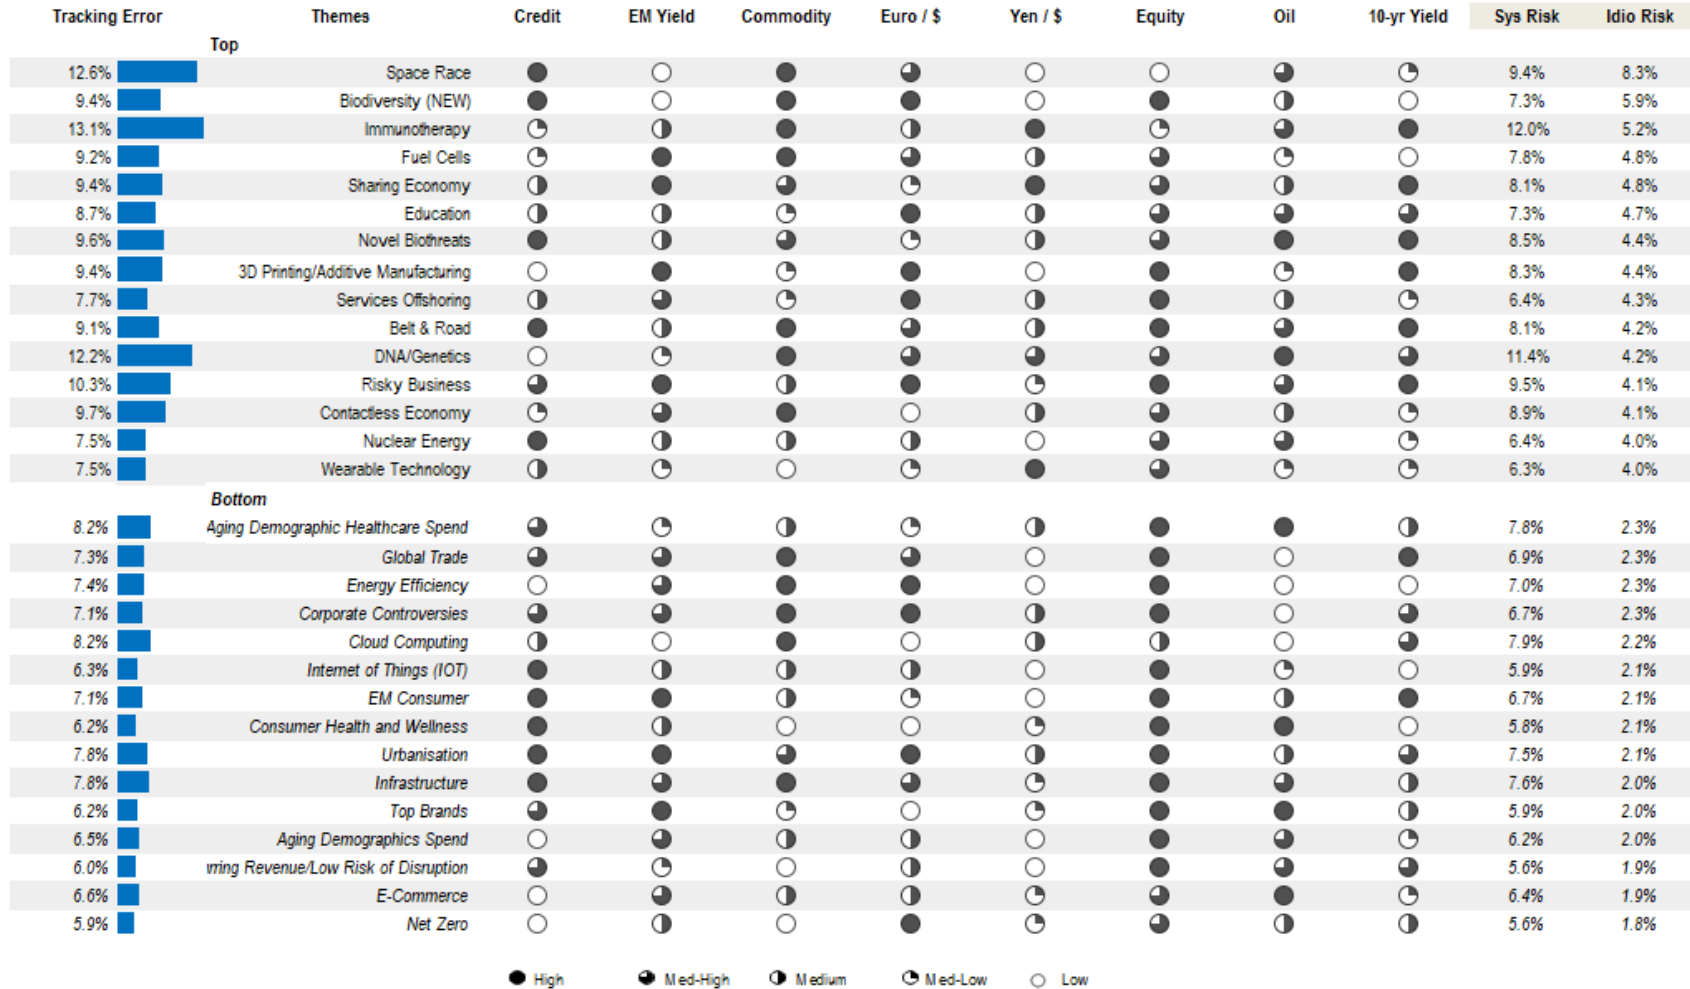 Tracking Error Themes Credit EM Yield Commodity Euro / $ Yen / $ Equity Oil 10-yr Yield Sys Risk Idio Risk
Top
12.6% Space Race 9.4% 8.3%
9.4% Biodiversity (NEW) 7.3% 5.9%
13.1% Immunotherapy 12.0% 5.2%
9.2% Fuel Cells 7.8% 4.8%
9.4% Sharing Economy 8.1% 4.8%
8.7% Education 7.3% 4.7%
9.6% Novel Biothreats 8.5% 4.4%
9.4% 3D Printing/Additive Manufacturing 8.3% 4.4%
7.7% Services Offshoring 6.4% 4.3%
9.1% Belt & Road 8.1% 4.2%
12.2% DNA/Genetics 11.4% 4.2%
10.3% Risky Business 9.5% 4.1%
9.7% Contactless Economy 8.9% 4.1%
7.5% Nuclear Energy 6.4% 4.0%
7.5% Wearable Technology 6.3% 4.0%
Bottom
8.2% Aging Demographic Healthcare Spend 7.8% 2.3%
7.3% Global Trade 6.9% 2.3%
7.4% Energy Efficiency 7.0% 2.3%
7.1% Corporate Controversies 6.7% 2.3%
8.2% Cloud Computing 7.9% 2.2%
6.3% Internet of Things (IOT) 5.9% 2.1%
7.1% EM Consumer 6.7% 2.1%
6.2% Consumer Health and Wellness 5.8% 2.1%
7.8% Urbanisation 7.5% 2.1%
7.8% Infrastructure 7.6% 2.0%
6.2% Top Brands 5.9% 2.0%
6.5% Aging Demographics Spend 6.2% 2.0%
6.0% Revenue/Low Risk of Disruption 5.6% 1.9%
6.6% E-Commerce 6.4% 1.9%
5.9% Net Zero 5.6% 1.8%
High Med-High Medium Med-Low Low